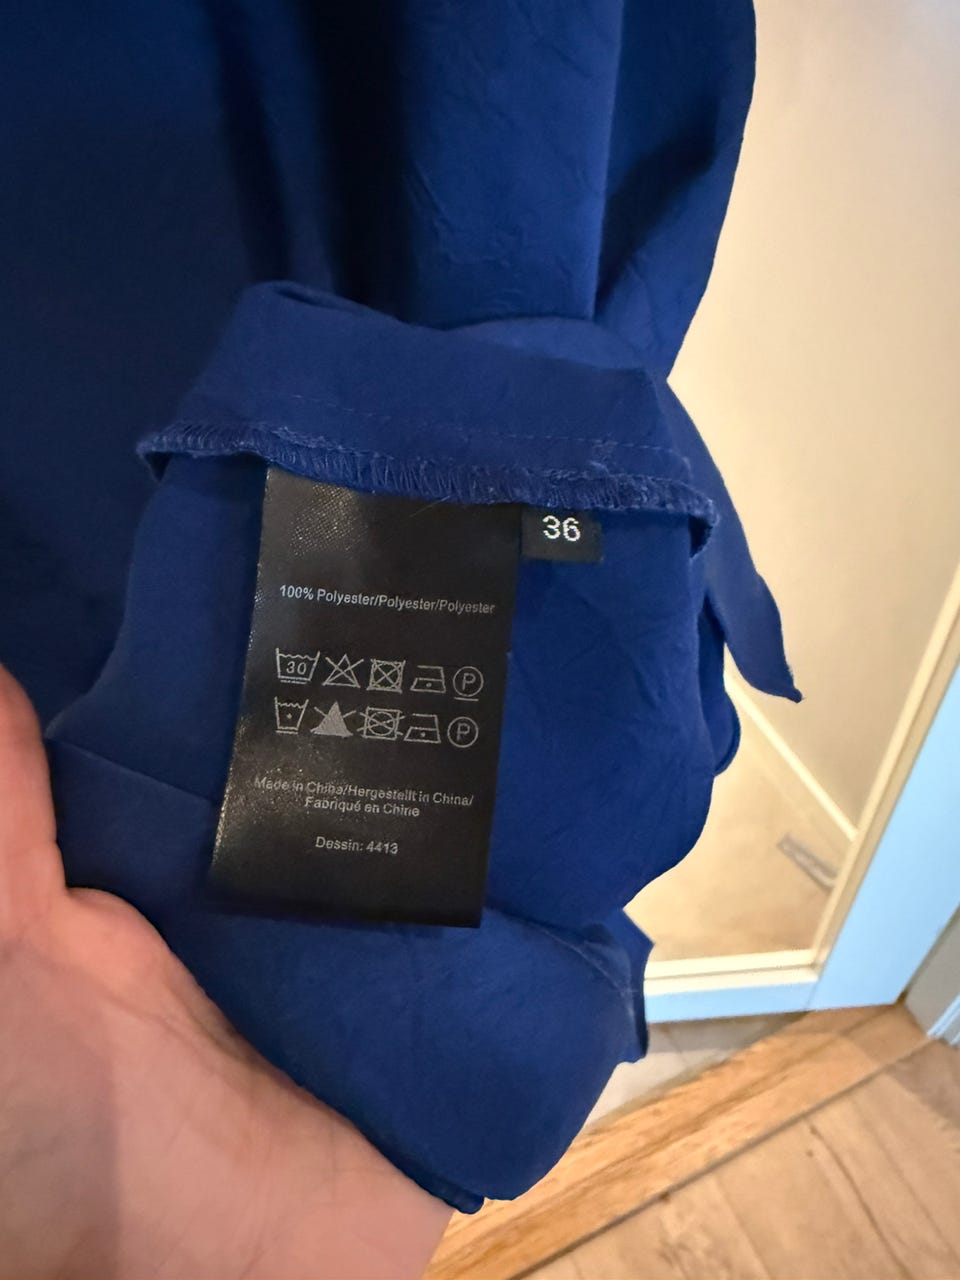 36
100% Polyester/Polyester/Polyester
30
P
P
Made in China/Hergestellt in China/
Fabriqué en Chine
Dessin: 4413